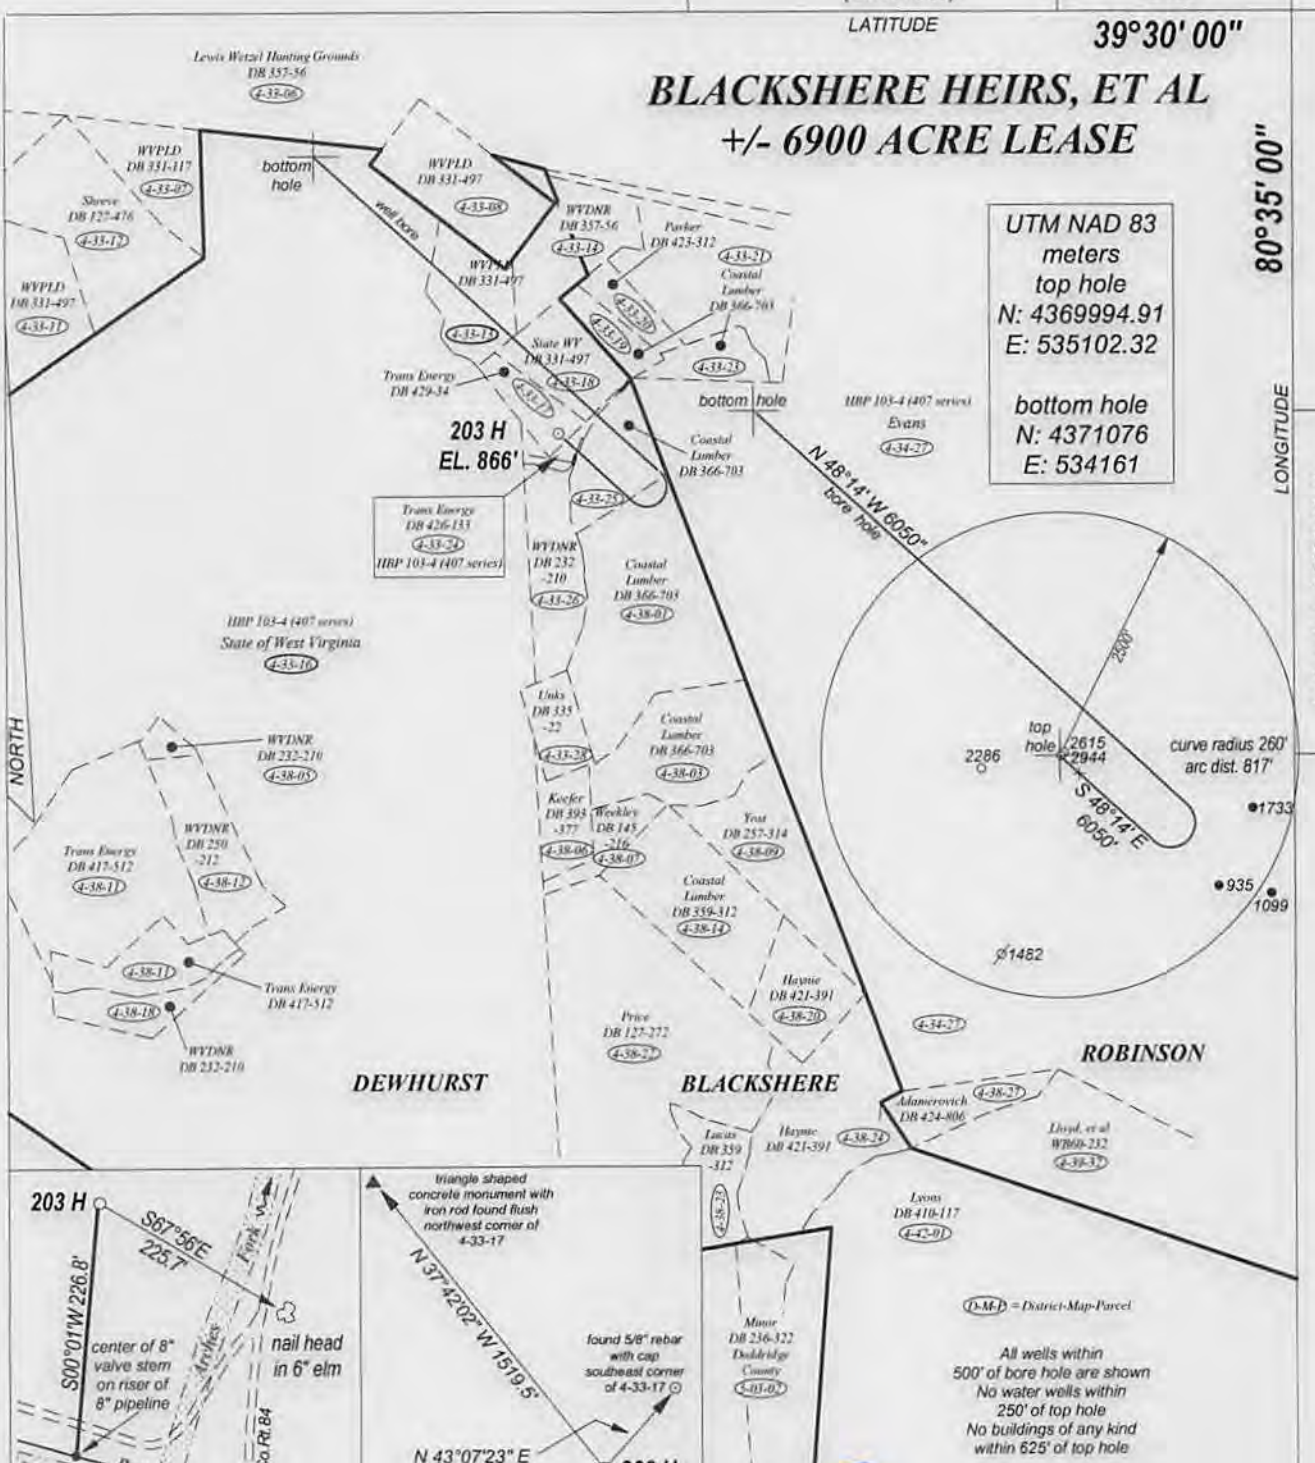 LATITUDE
39°30' 00"
BLACKSHERE HEIRS, ET AL
+/- 6900 ACRE LEASE
80°35' 00"
LONGITUDE
UTM NAD 83
meters
top hole
N: 4369994.91
E: 535102.32
bottom hole
N: 4371076
E: 534161
Lewis Wetzel Hunting Grounds
DB 357-56
4-33-06
WVPLD
DB 331-117
4-33-07
Shreve
DB 127-476
4-33-12
WVPLD
DB 331-497
4-33-11
bottom
hole
well bore
WVPLD
DB 331-497
4-33-08
WVDNR
DB 357-56
4-33-14
Parker
DB 423-312
4-33-21
Coastal
Lumber
DB 366-703
4-33-20
4-33-19
4-33-23
DB 331-497
4-33-15
State WV
DB 331-497
4-33-18
Trans Energy
DB 429-34
4-33-17
203 H
EL. 866'
bottom hole
HBP 103-4 (407 series)
Evans
4-34-27
Coastal
Lumber
DB 366-703
4-33-25
Trans Energy
DB 426-133
4-33-24
HBP 103-4 (407 series)
WVDNR
DB 232
-210
4-33-26
Coastal
Lumber
DB 366-703
4-38-01
N 48°14' W 6050"
bore hole
2500'
HBP 103-4 (407 series)
State of West Virginia
4-33-16
NORTH
Unks
DB 335
-22
4-33-28
Coastal
Lumber
DB 366-703
4-38-03
top
hole
2615
2944
2286
curve radius 260'
arc dist. 817'
S 48°14' E
6050'
1733
935
1099
1482
WVDNR
DB 232-210
4-38-05
Keefer
DB 393
-377
4-38-06
Weekley
DB 145
-216
4-38-07
Yost
DB 257-314
4-38-09
Trans Energy
DB 417-512
4-38-11
WVDNR
DB 250
-212
4-38-12
Coastal
Lumber
DB 359-312
4-38-14
4-38-11
Trans Energy
DB 417-512
4-38-18
WVDNR
DB 232-210
Haynie
DB 421-391
4-38-20
Price
DB 127-272
4-38-22
4-34-27
DEWHURST
BLACKSHERE
ROBINSON
Adamerovich
DB 424-806
4-38-27
Lucas
DB 359
-312
4-38-23
Haynie
DB 421-391
4-38-24
Lloyd, et al
WB60-232
4-39-32
Lyons
DB 410-117
4-42-01
203 H
S67°56'E
225.7'
S00°01'W 226.8'
center of 8"
valve stem
on riser of
8" pipeline
Arches
Fork
nail head
in 6" elm
Co.Rt.84
triangle shaped
concrete monument with
iron rod found flush
northwest corner of
4-33-17
N 37°42'02" W 1519.5'
found 5/8" rebar
with cap
southeast corner
of 4-33-17
N 43°07'23" E
Minor
DB 236-322
Doddridge
County
5-03-02
D-M-P = District-Map-Parcel
All wells within
500' of bore hole are shown
No water wells within
250' of top hole
No buildings of any kind
within 625' of top hole